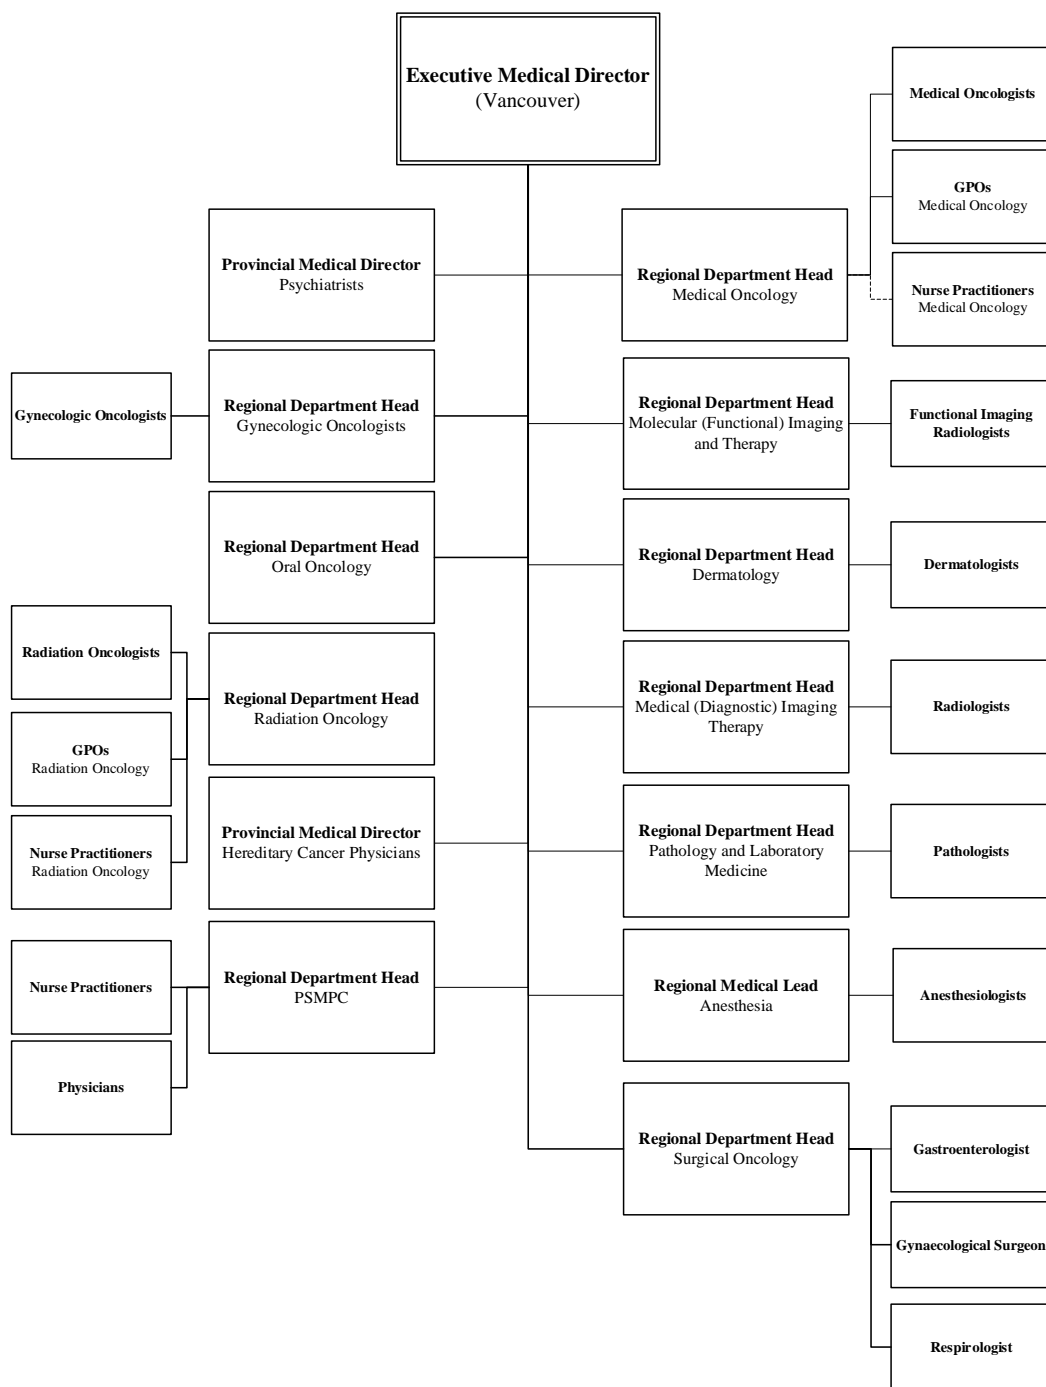 Executive Medical Director
(Vancouver)
Medical Oncologists
GPOs
Medical Oncology
Nurse Practitioners
Medical Oncology
Provincial Medical Director
Psychiatrists
Regional Department Head
Medical Oncology
Gynecologic Oncologists
Regional Department Head
Gynecologic Oncologists
Regional Department Head
Molecular (Functional) Imaging
and Therapy
Functional Imaging
Radiologists
Regional Department Head
Oral Oncology
Regional Department Head
Dermatology
Dermatologists
Radiation Oncologists
GPOs
Radiation Oncology
Nurse Practitioners
Radiation Oncology
Regional Department Head
Radiation Oncology
Regional Department Head
Medical (Diagnostic) Imaging
Therapy
Radiologists
Provincial Medical Director
Hereditary Cancer Physicians
Regional Department Head
Pathology and Laboratory
Medicine
Pathologists
Nurse Practitioners
Physicians
Regional Department Head
PSMPC
Regional Medical Lead
Anesthesia
Anesthesiologists
Regional Department Head
Surgical Oncology
Gastroenterologist
Gynaecological Surgeon
Respirologist